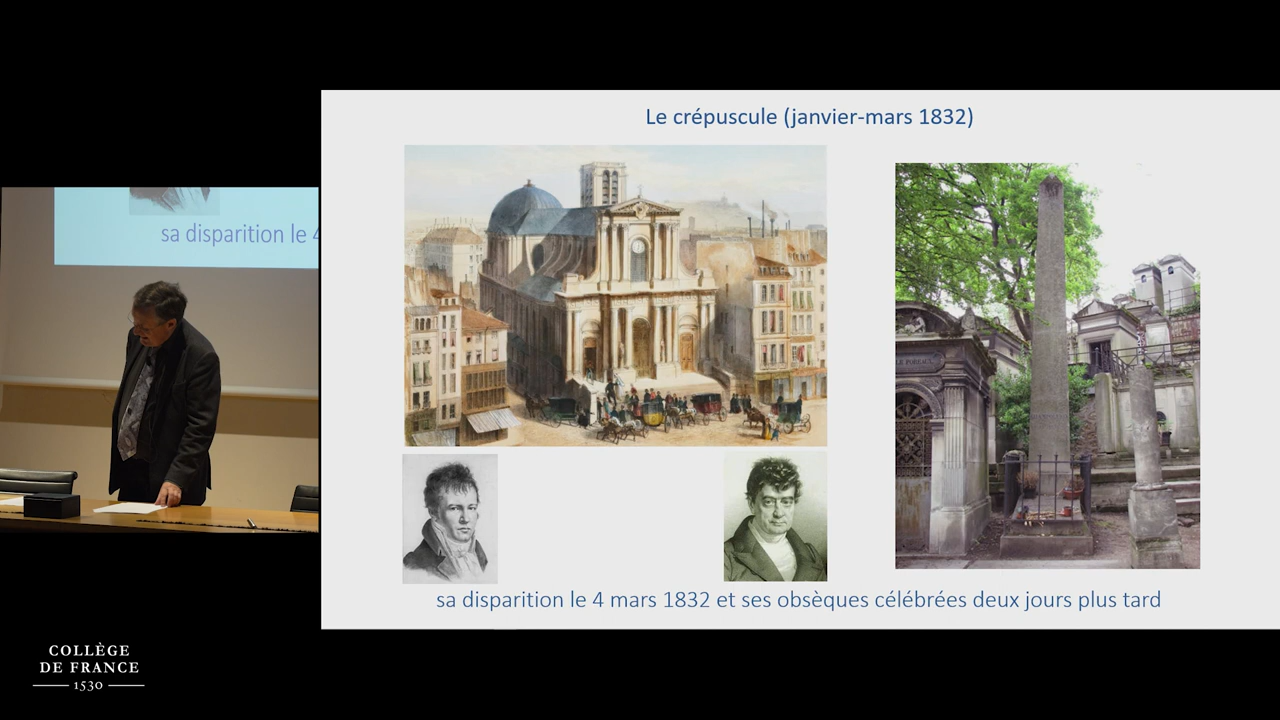 Le crépuscule (janvier-mars 1832)
sa disparition le 4
sa disparition le 4 mars 1832 et ses obsèques célébrées deux jours plus tard
COLLÈGE
DE FRANCE
1530